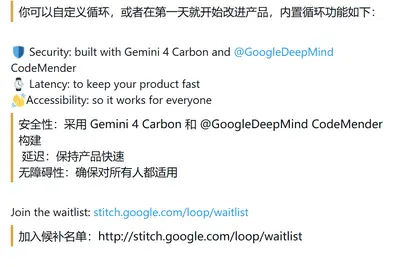 你可以自定义循环，或者在第一天就开始改进产品，内置循环功能如下：
🛡️ Security: built with Gemini 4 Carbon and @GoogleDeepMind
CodeMender
⌚ Latency: to keep your product fast
👋Accessibility: so it works for everyone
安全性：采用 Gemini 4 Carbon 和 @GoogleDeepMind CodeMender
构建
延迟：保持产品快速
无障碍性：确保对所有人都适用
Join the waitlist: stitch.google.com/loop/waitlist
加入候补名单：http://stitch.google.com/loop/waitlist